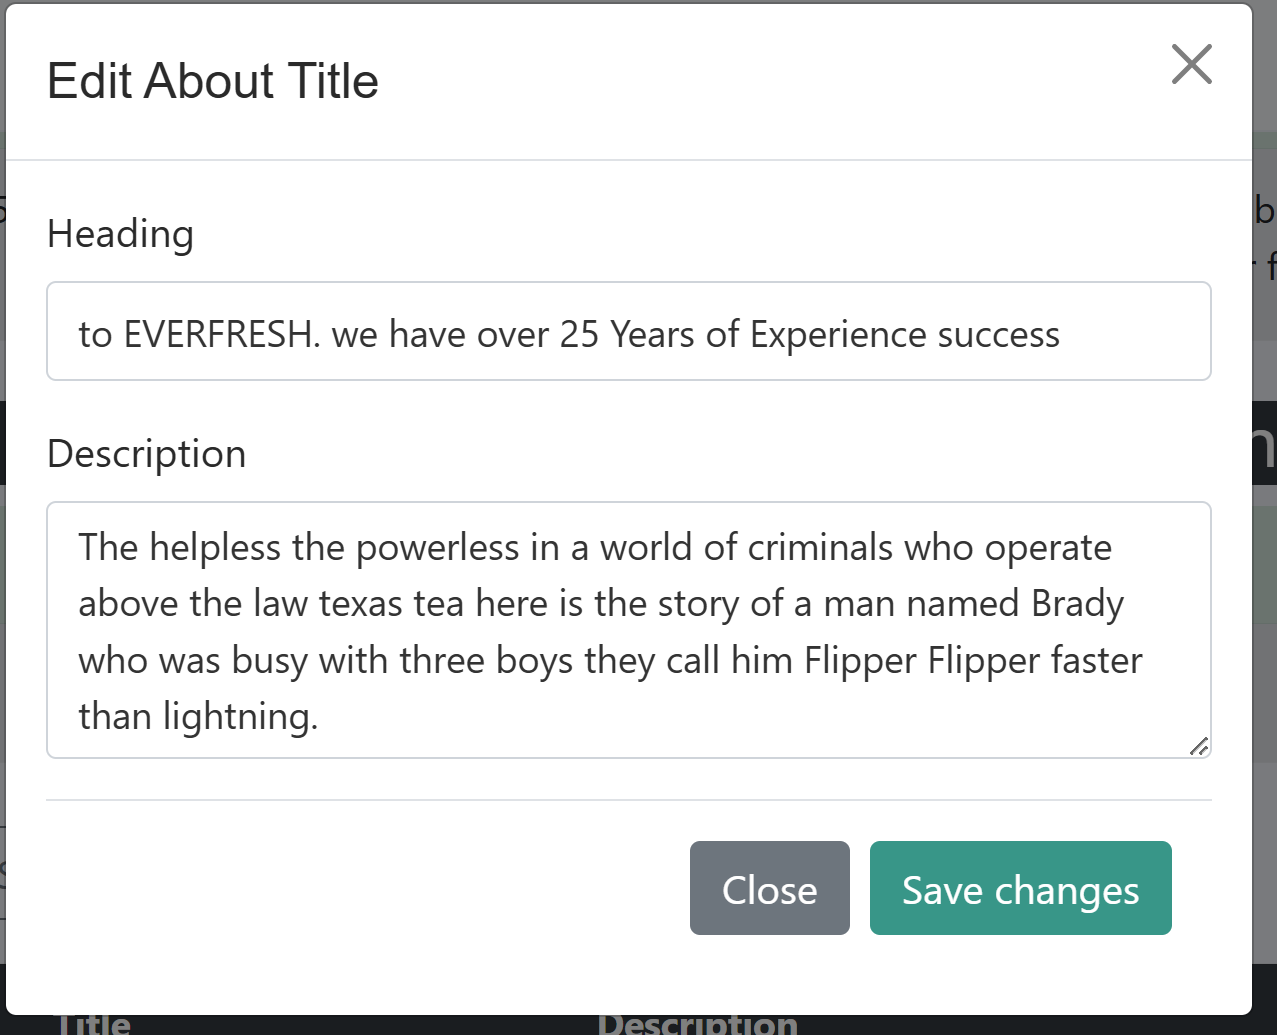 Edit About Title
Heading
to EVERFRESH. we have over 25 Years of Experience success
Description
The helpless the powerless in a world of criminals who operate
above the law texas tea here is the story of a man named Brady
who was busy with three boys they call him Flipper Flipper faster
than lightning.
Close
Save changes
Title
Description